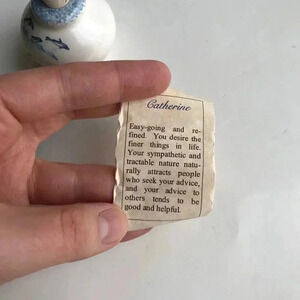 Catherine
Easy-going and re-
fined. You desire the
finer things in life.
Your sympathetic and
tractable nature natu-
rally attracts people
who seek your advice,
and your advice to
others tends to be
good and helpful.